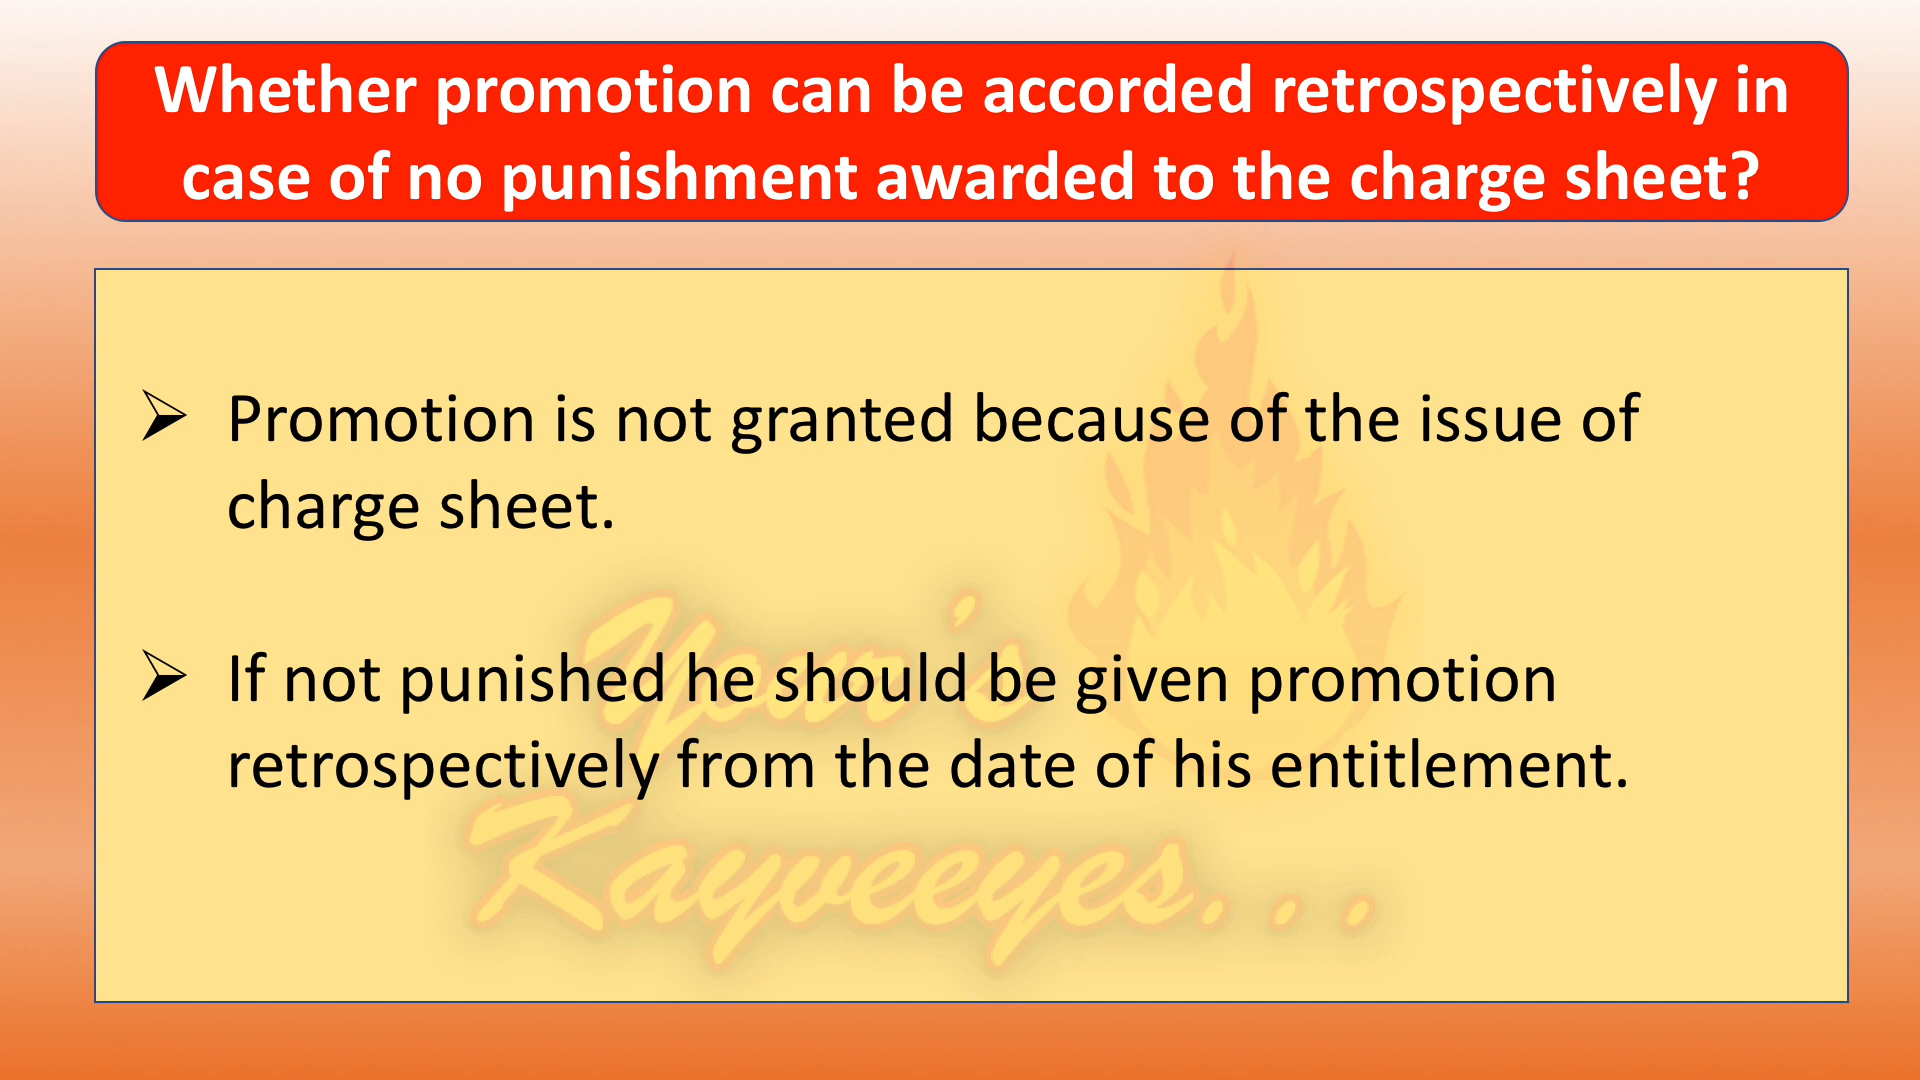 Whether promotion can be accorded retrospectively in
case of no punishment awarded to the charge sheet?
➢ Promotion is not granted because of the issue of
charge sheet.
➢ If not punished he should be given promotion
retrospectively from the date of his entitlement.
Your's
Kayveeyes...